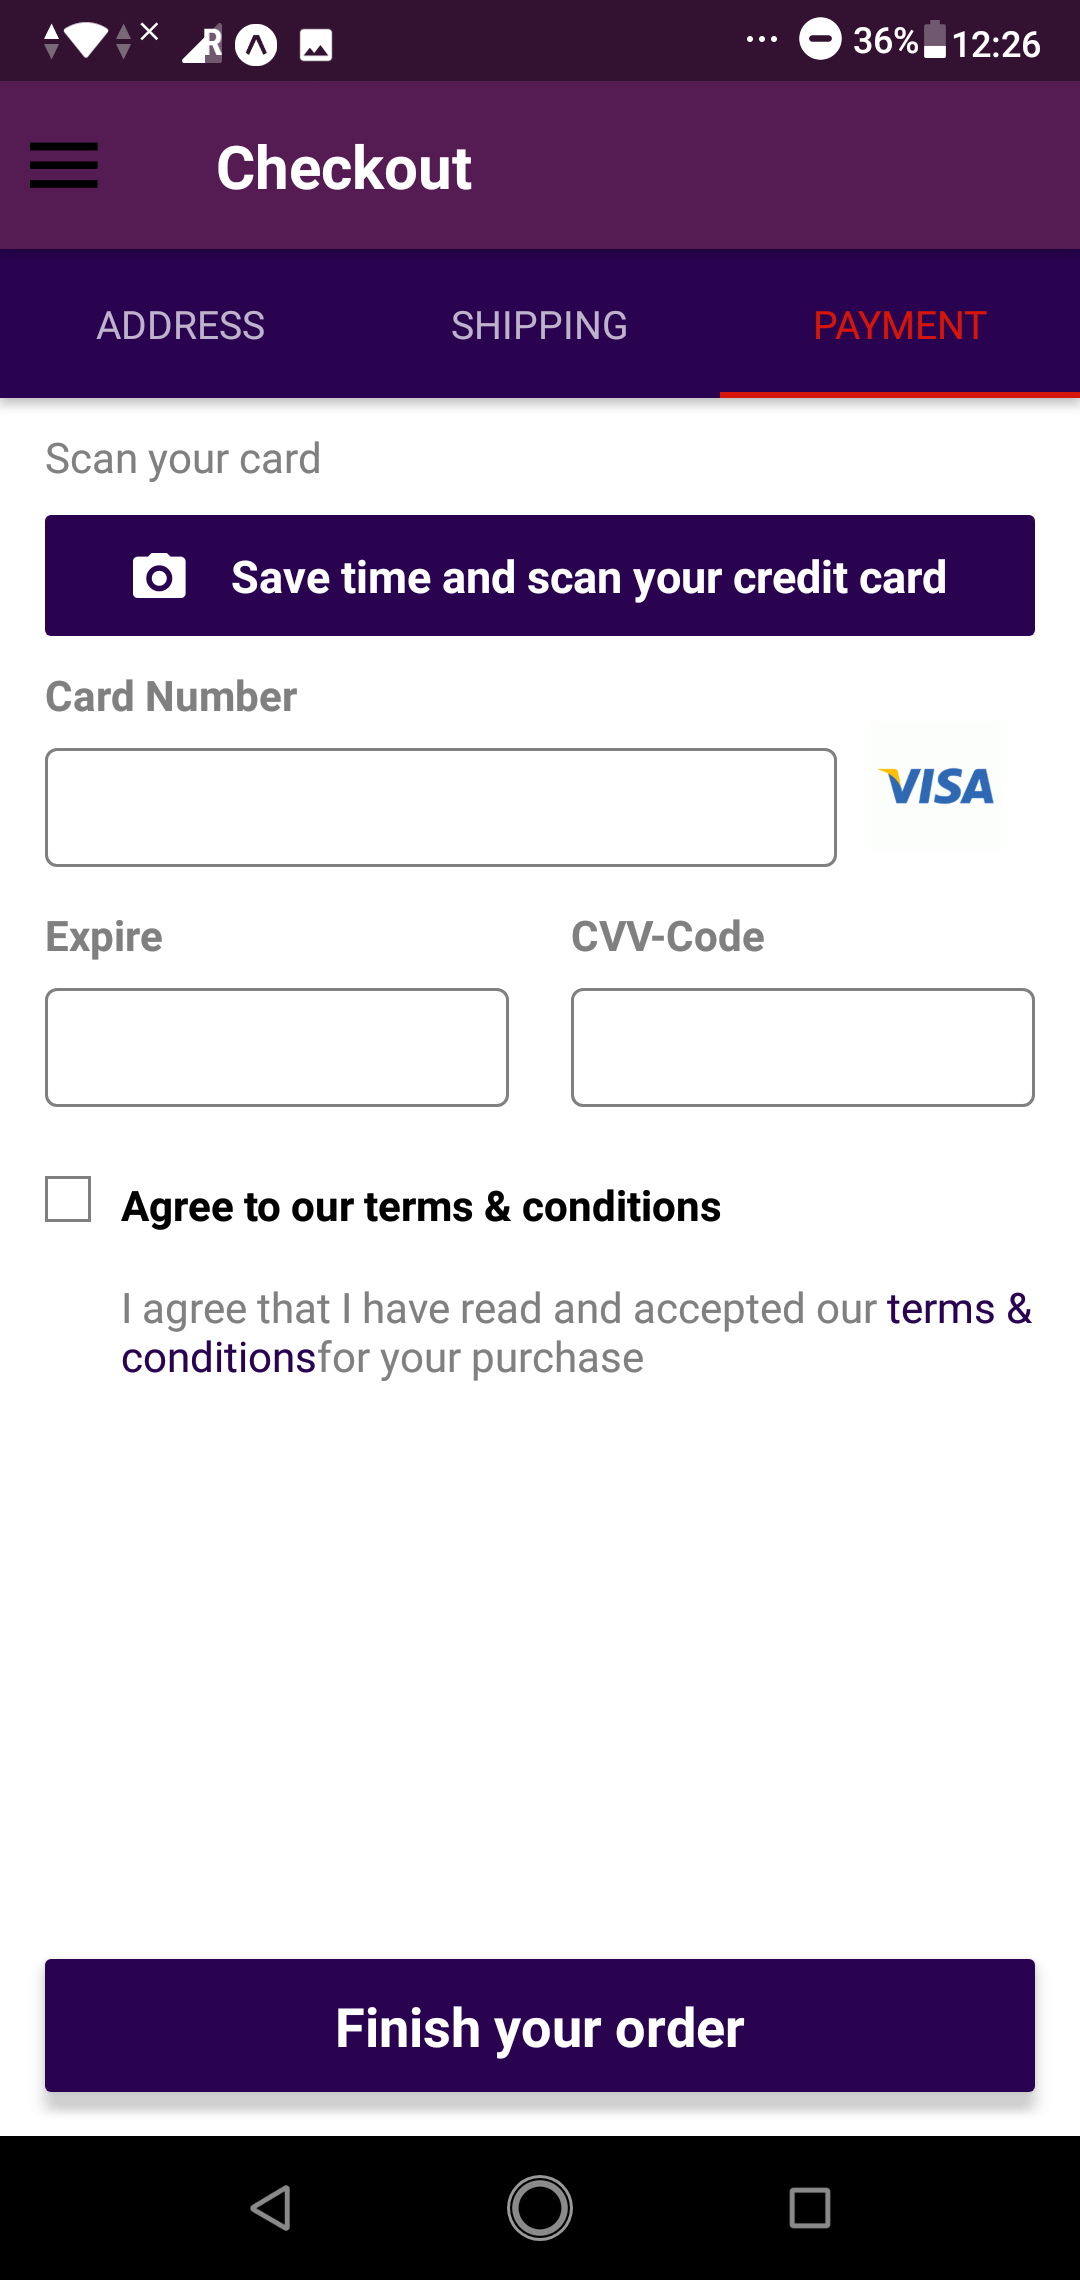 36% 12:26
Checkout
ADDRESS SHIPPING PAYMENT
Scan your card
Save time and scan your credit card
Card Number
VISA
Expire CVV-Code
Agree to our terms & conditions
I agree that I have read and accepted our terms &
conditionsfor your purchase
Finish your order